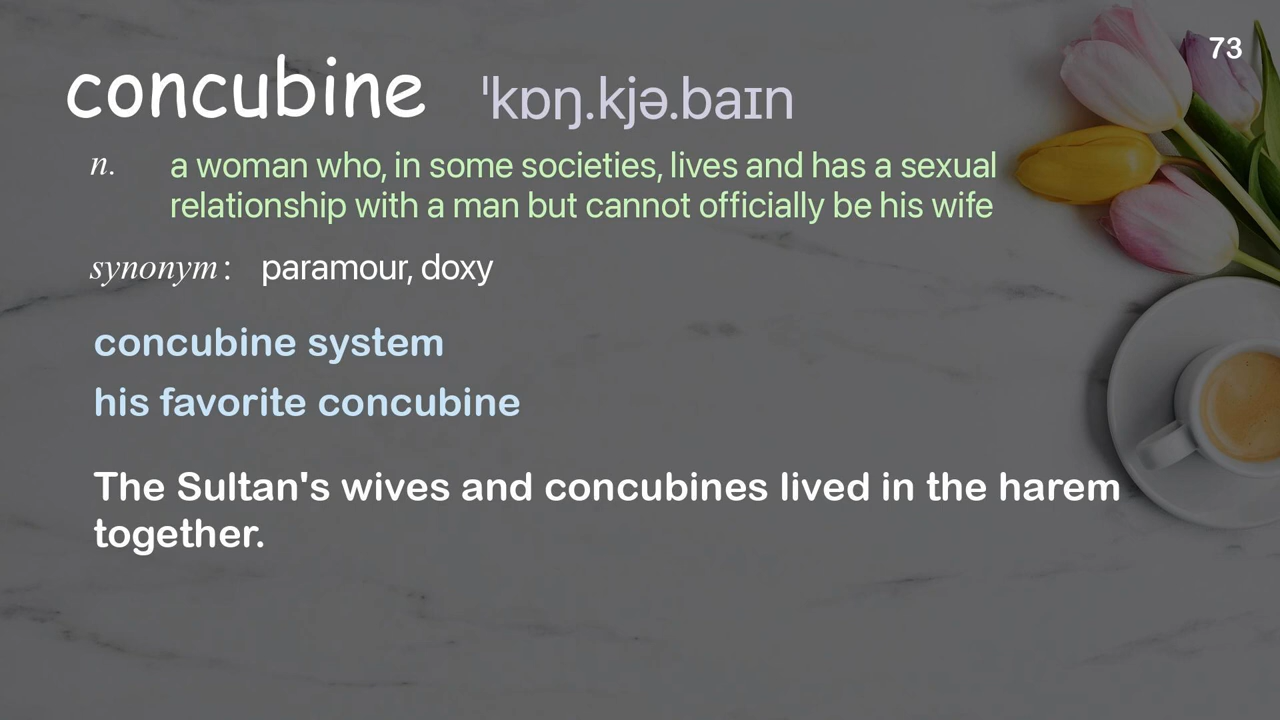 73
concubine ˈkɒŋ.kjə.baɪn
n. a woman who, in some societies, lives and has a sexual
relationship with a man but cannot officially be his wife
synonym: paramour, doxy
concubine system
his favorite concubine
The Sultan's wives and concubines lived in the harem
together.